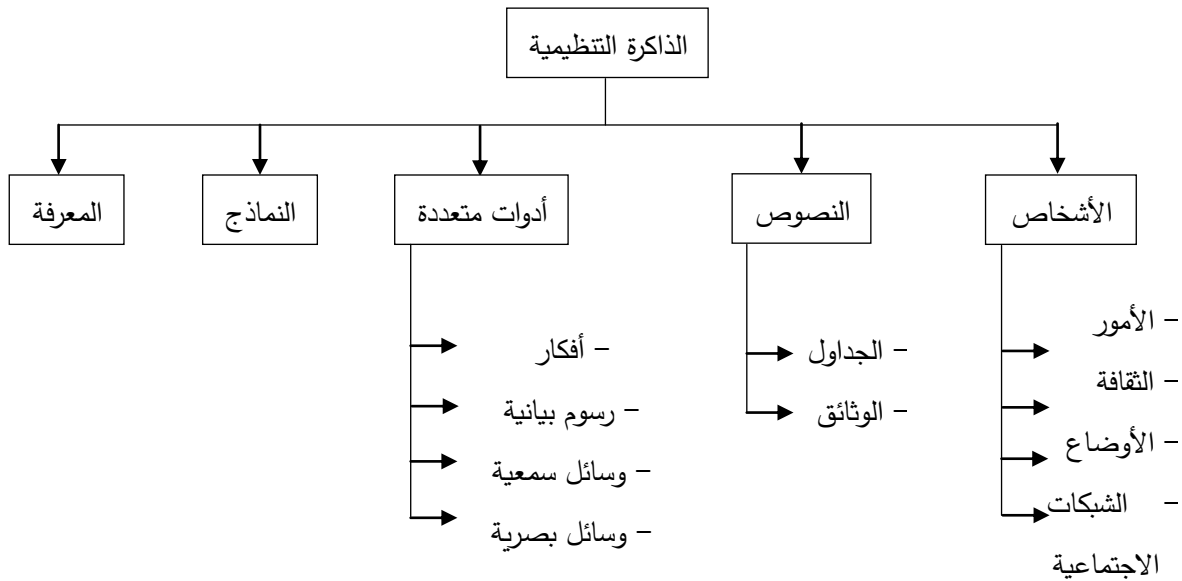 الذاكرة التنظيمية
الأشخاص
النصوص
أدوات متعددة
النماذج
المعرفة
– الأمور
– الثقافة
– الأوضاع
– الشبكات
الاجتماعية
– الجداول
– الوثائق
– أفكار
– رسوم بيانية
– وسائل سمعية
– وسائل بصرية